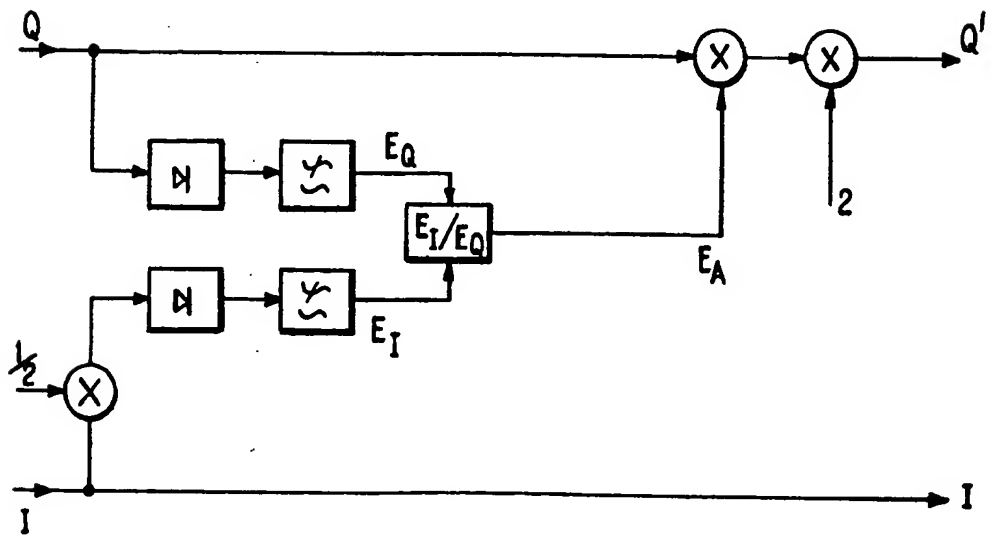 Q
Q'
X
X
E_Q
2
E_I/E_Q
E_A
E_I
1/2
X
I
I